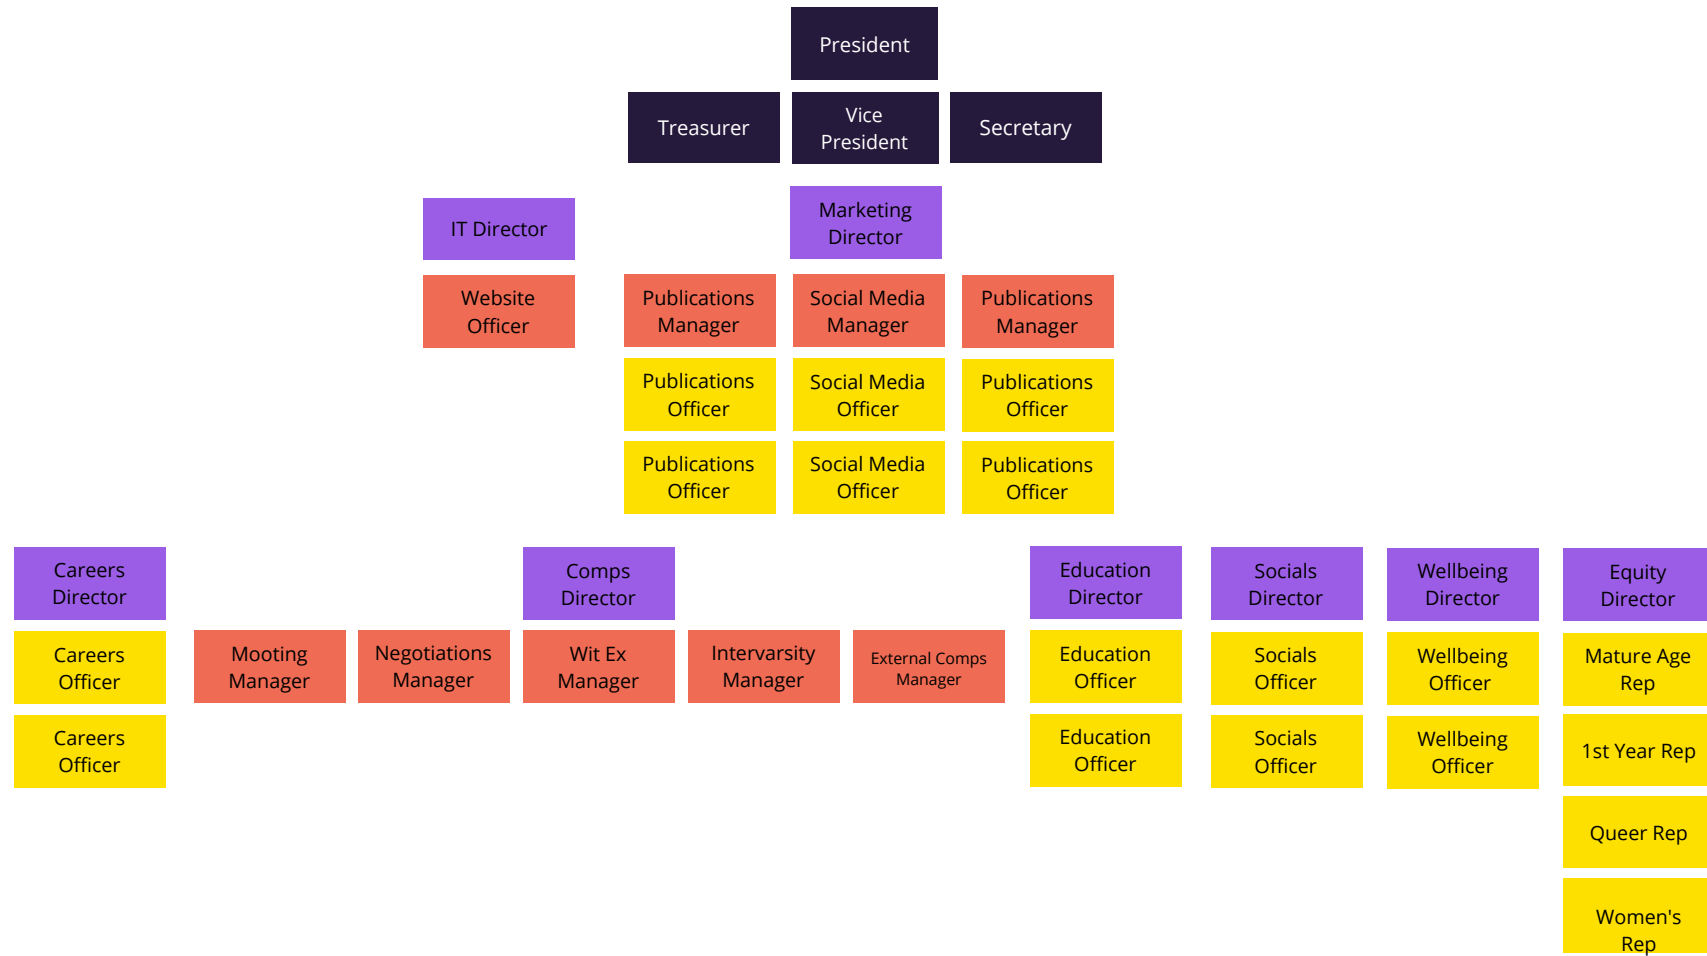 President
Treasurer
Vice
President
Secretary
IT Director
Marketing
Director
Website
Officer
Publications
Manager
Social Media
Manager
Publications
Manager
Publications
Officer
Social Media
Officer
Publications
Officer
Publications
Officer
Social Media
Officer
Publications
Officer
Careers
Director
Comps
Director
Education
Director
Socials
Director
Wellbeing
Director
Equity
Director
Careers
Officer
Mooting
Manager
Negotiations
Manager
Wit Ex
Manager
Intervarsity
Manager
External Comps
Manager
Education
Officer
Socials
Officer
Wellbeing
Officer
Mature Age
Rep
Careers
Officer
Education
Officer
Socials
Officer
Wellbeing
Officer
1st Year Rep
Queer Rep
Women's
Rep